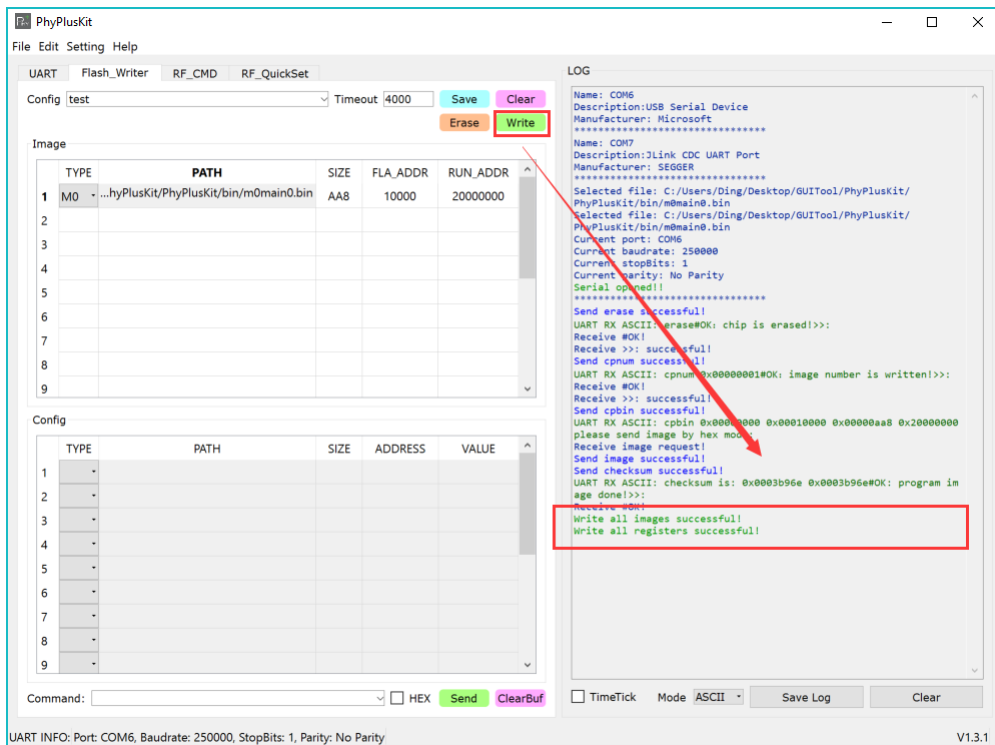 PhyPlusKit
File Edit Setting Help
UART Flash_Writer RF_CMD RF_QuickSet
Config test Timeout 4000 Save Clear
Erase Write
Image
TYPE PATH SIZE FLA_ADDR RUN_ADDR
1 M0 ...hyPlusKit/PhyPlusKit/bin/m0main0.bin AA8 10000 20000000
2
3
4
5
6
7
8
9
Config
TYPE PATH SIZE ADDRESS VALUE
1
2
3
4
5
6
7
8
9
Command: HEX Send ClearBuf
LOG
Name: COM6
Description:USB Serial Device
Manufacturer: Microsoft
********************************
Name: COM7
Description:JLink CDC UART Port
Manufacturer: SEGGER
********************************
Selected file: C:/Users/Ding/Desktop/GUITool/PhyPlusKit/
PhyPlusKit/bin/m0main0.bin
Selected file: C:/Users/Ding/Desktop/GUITool/PhyPlusKit/
PhyPlusKit/bin/m0main0.bin
Current port: COM6
Current baudrate: 250000
Current stopBits: 1
Current parity: No Parity
Serial opened!!
********************************
Send erase successful!
UART RX ASCII: erase#OK: chip is erased!>>:
Receive #OK!
Receive >>: successful!
Send cpnum successful!
UART RX ASCII: cpnum 0x00000001#OK: image number is written!>>:
Receive #OK!
Receive >>: successful!
Send cpbin successful!
UART RX ASCII: cpbin 0x00000000 0x00010000 0x00000aa8 0x20000000
please send image by hex mode:
Receive image request!
Send image successful!
Send checksum successful!
UART RX ASCII: checksum is: 0x0003b96e 0x0003b96e#OK: program im
age done!>>:
Receive #OK!
Write all images successful!
Write all registers successful!
TimeTick Mode ASCII Save Log Clear
UART INFO: Port: COM6, Baudrate: 250000, StopBits: 1, Parity: No Parity V1.3.1